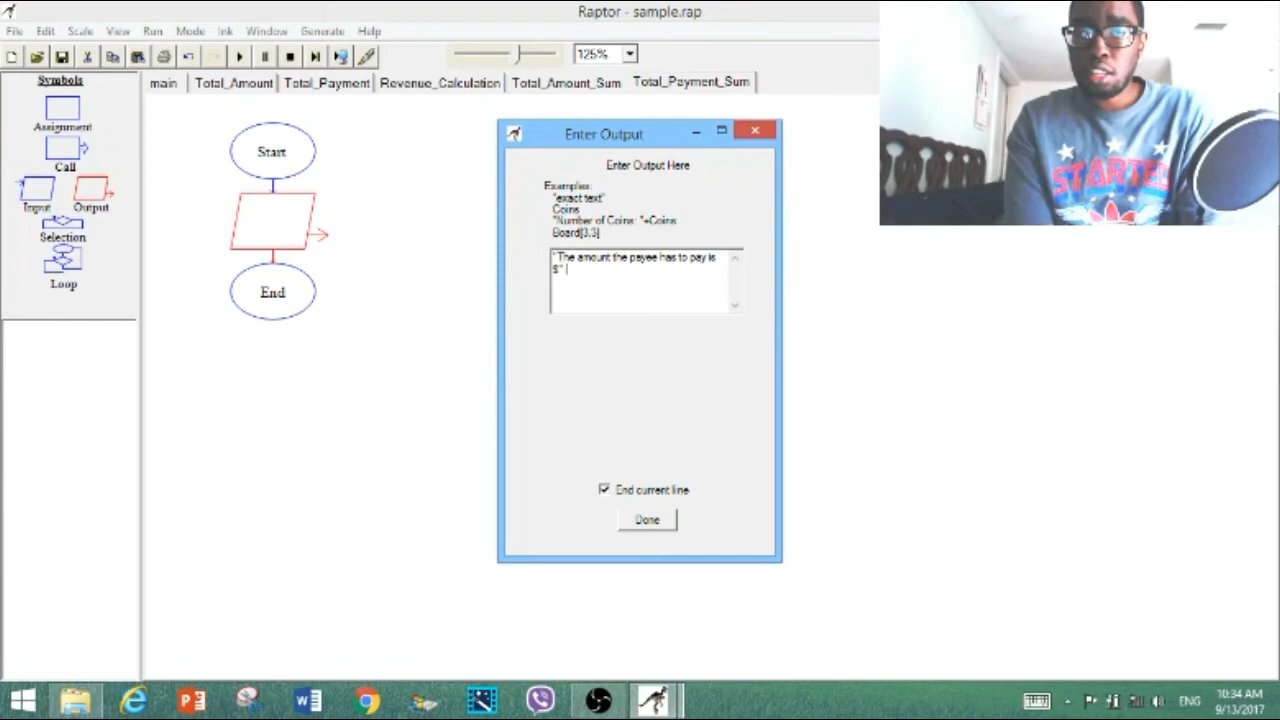 Raptor - sample.rap
File Edit Scale View Run Mode Ink Window Generate Help
125%
Symbols
main Total_Amount Total_Payment Revenue_Calculation Total_Amount_Sum Total_Payment_Sum
Assignment
Call
Input Output
Selection
Loop
Start
End
Enter Output
Enter Output Here
Examples:
"exact text"
Coins
"Number of Coins: "+Coins
Board[3,3]
"The amount the payee has to pay is
$"
End current line
Done
STARTED
ENG
10:34 AM
9/13/2017